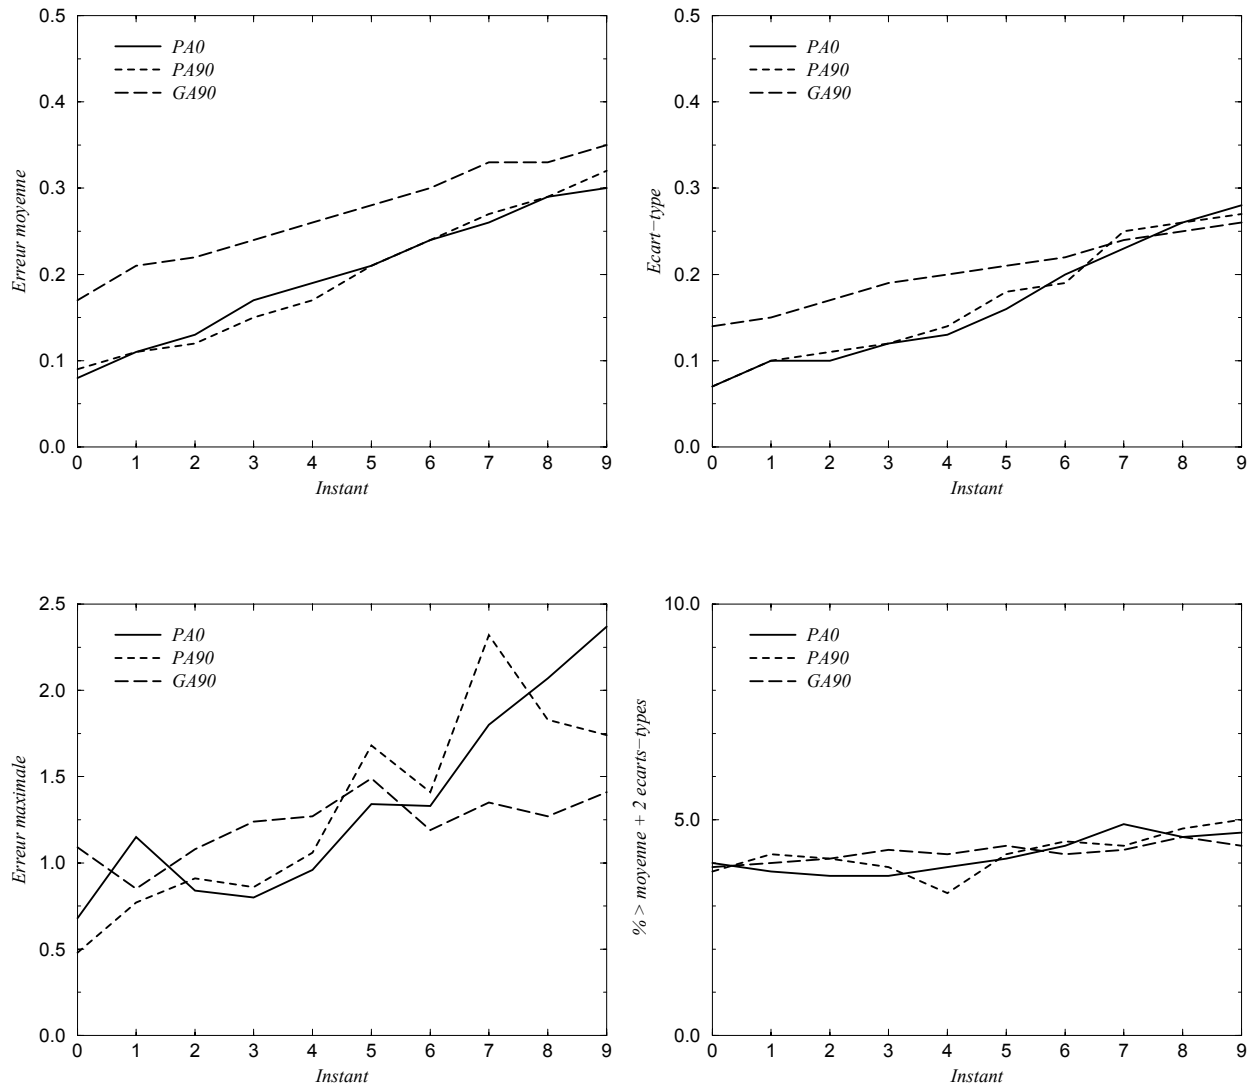 0.5
0.4
0.3
0.2
0.1
0.0
Erreur moyenne
PA0
PA90
GA90
0 1 2 3 4 5 6 7 8 9
Instant
0.5
0.4
0.3
0.2
0.1
0.0
Ecart−type
PA0
PA90
GA90
0 1 2 3 4 5 6 7 8 9
Instant
2.5
2.0
1.5
1.0
0.5
0.0
Erreur maximale
PA0
PA90
GA90
0 1 2 3 4 5 6 7 8 9
Instant
10.0
5.0
0.0
% > moyenne + 2 ecarts−types
PA0
PA90
GA90
0 1 2 3 4 5 6 7 8 9
Instant